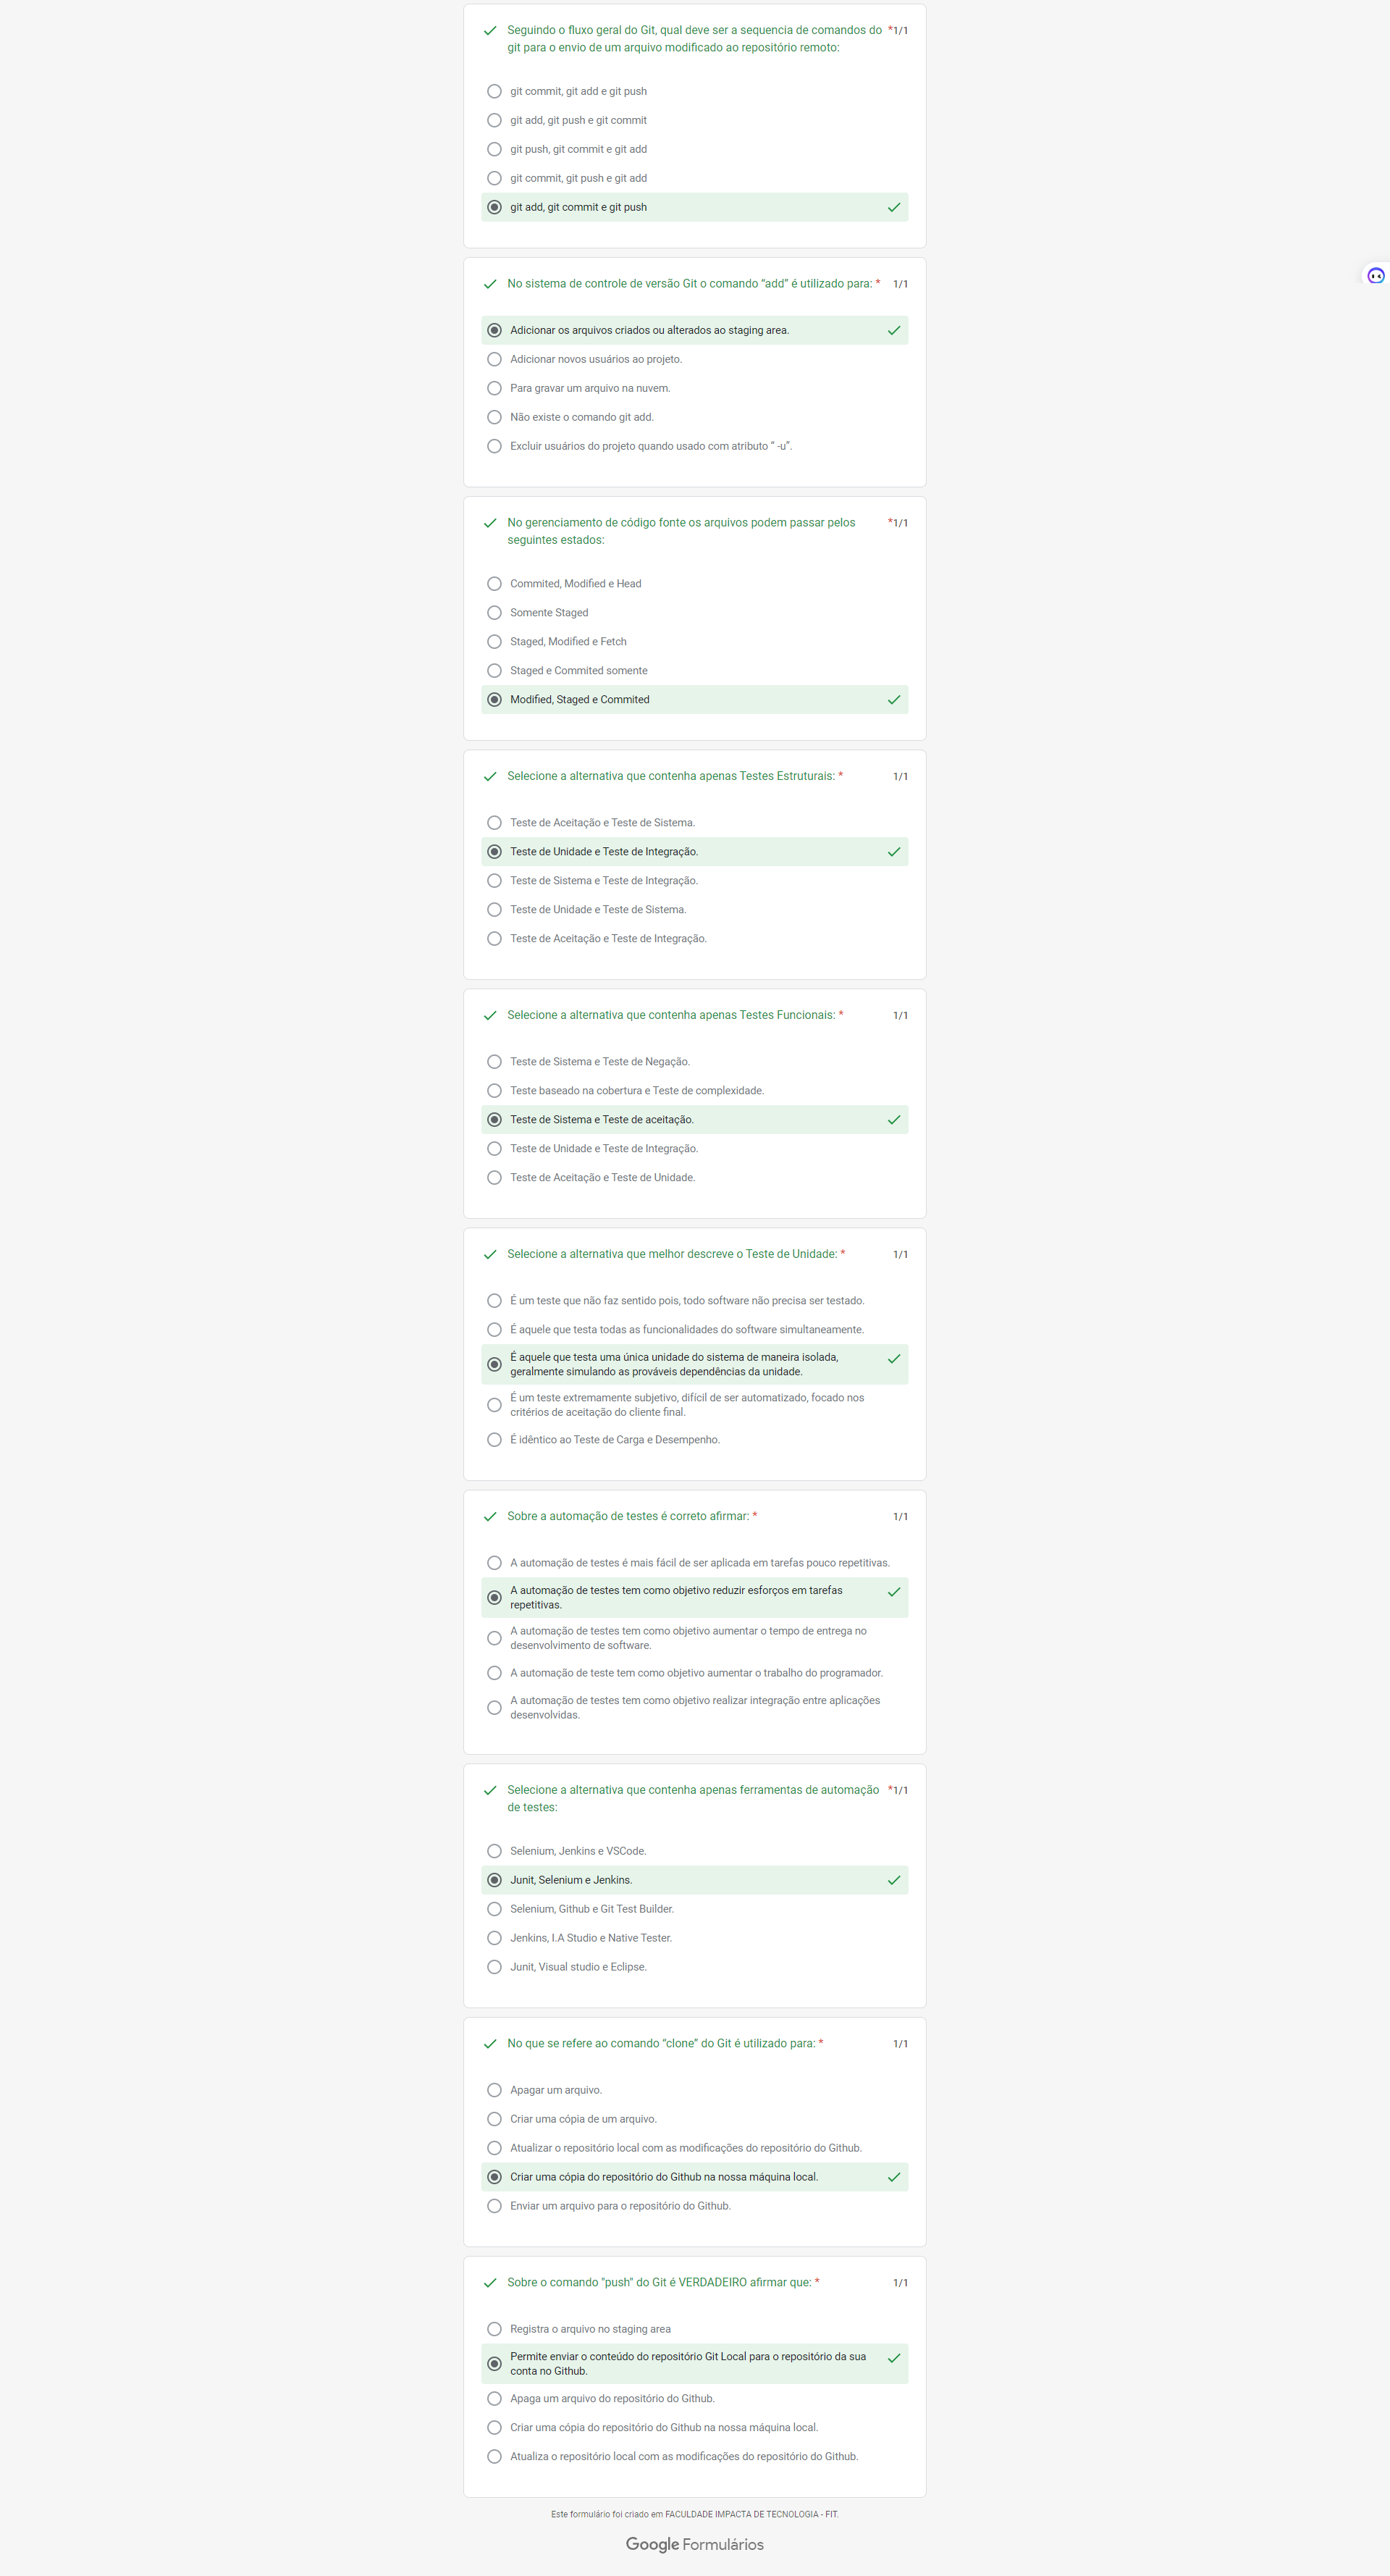 Seguindo o fluxo geral do Git, qual deve ser a sequencia de comandos do *1/1
git para o envio de um arquivo modificado ao repositório remoto:
git commit, git add e git push
git add, git push e git commit
git push, git commit e git add
git commit, git push e git add
git add, git commit e git push
No sistema de controle de versão Git o comando “add” é utilizado para: * 1/1
Adicionar os arquivos criados ou alterados ao staging area.
Adicionar novos usuários ao projeto.
Para gravar um arquivo na nuvem.
Não existe o comando git add.
Excluir usuários do projeto quando usado com atributo “ -u”.
No gerenciamento de código fonte os arquivos podem passar pelos *1/1
seguintes estados:
Commited, Modified e Head
Somente Staged
Staged, Modified e Fetch
Staged e Commited somente
Modified, Staged e Commited
Selecione a alternativa que contenha apenas Testes Estruturais: * 1/1
Teste de Aceitação e Teste de Sistema.
Teste de Unidade e Teste de Integração.
Teste de Sistema e Teste de Integração.
Teste de Unidade e Teste de Sistema.
Teste de Aceitação e Teste de Integração.
Selecione a alternativa que contenha apenas Testes Funcionais: * 1/1
Teste de Sistema e Teste de Negação.
Teste baseado na cobertura e Teste de complexidade.
Teste de Sistema e Teste de aceitação.
Teste de Unidade e Teste de Integração.
Teste de Aceitação e Teste de Unidade.
Selecione a alternativa que melhor descreve o Teste de Unidade: * 1/1
É um teste que não faz sentido pois, todo software não precisa ser testado.
É aquele que testa todas as funcionalidades do software simultaneamente.
É aquele que testa uma única unidade do sistema de maneira isolada,
geralmente simulando as prováveis dependências da unidade.
É um teste extremamente subjetivo, difícil de ser automatizado, focado nos
critérios de aceitação do cliente final.
É idêntico ao Teste de Carga e Desempenho.
Sobre a automação de testes é correto afirmar: * 1/1
A automação de testes é mais fácil de ser aplicada em tarefas pouco repetitivas.
A automação de testes tem como objetivo reduzir esforços em tarefas
repetitivas.
A automação de testes tem como objetivo aumentar o tempo de entrega no
desenvolvimento de software.
A automação de teste tem como objetivo aumentar o trabalho do programador.
A automação de testes tem como objetivo realizar integração entre aplicações
desenvolvidas.
Selecione a alternativa que contenha apenas ferramentas de automação *1/1
de testes:
Selenium, Jenkins e VSCode.
Junit, Selenium e Jenkins.
Selenium, Github e Git Test Builder.
Jenkins, I.A Studio e Native Tester.
Junit, Visual studio e Eclipse.
No que se refere ao comando “clone” do Git é utilizado para: * 1/1
Apagar um arquivo.
Criar uma cópia de um arquivo.
Atualizar o repositório local com as modificações do repositório do Github.
Criar uma cópia do repositório do Github na nossa máquina local.
Enviar um arquivo para o repositório do Github.
Sobre o comando "push" do Git é VERDADEIRO afirmar que: * 1/1
Registra o arquivo no staging area
Permite enviar o conteúdo do repositório Git Local para o repositório da sua
conta no Github.
Apaga um arquivo do repositório do Github.
Criar uma cópia do repositório do Github na nossa máquina local.
Atualiza o repositório local com as modificações do repositório do Github.
Este formulário foi criado em FACULDADE IMPACTA DE TECNOLOGIA - FIT.
Google Formulários